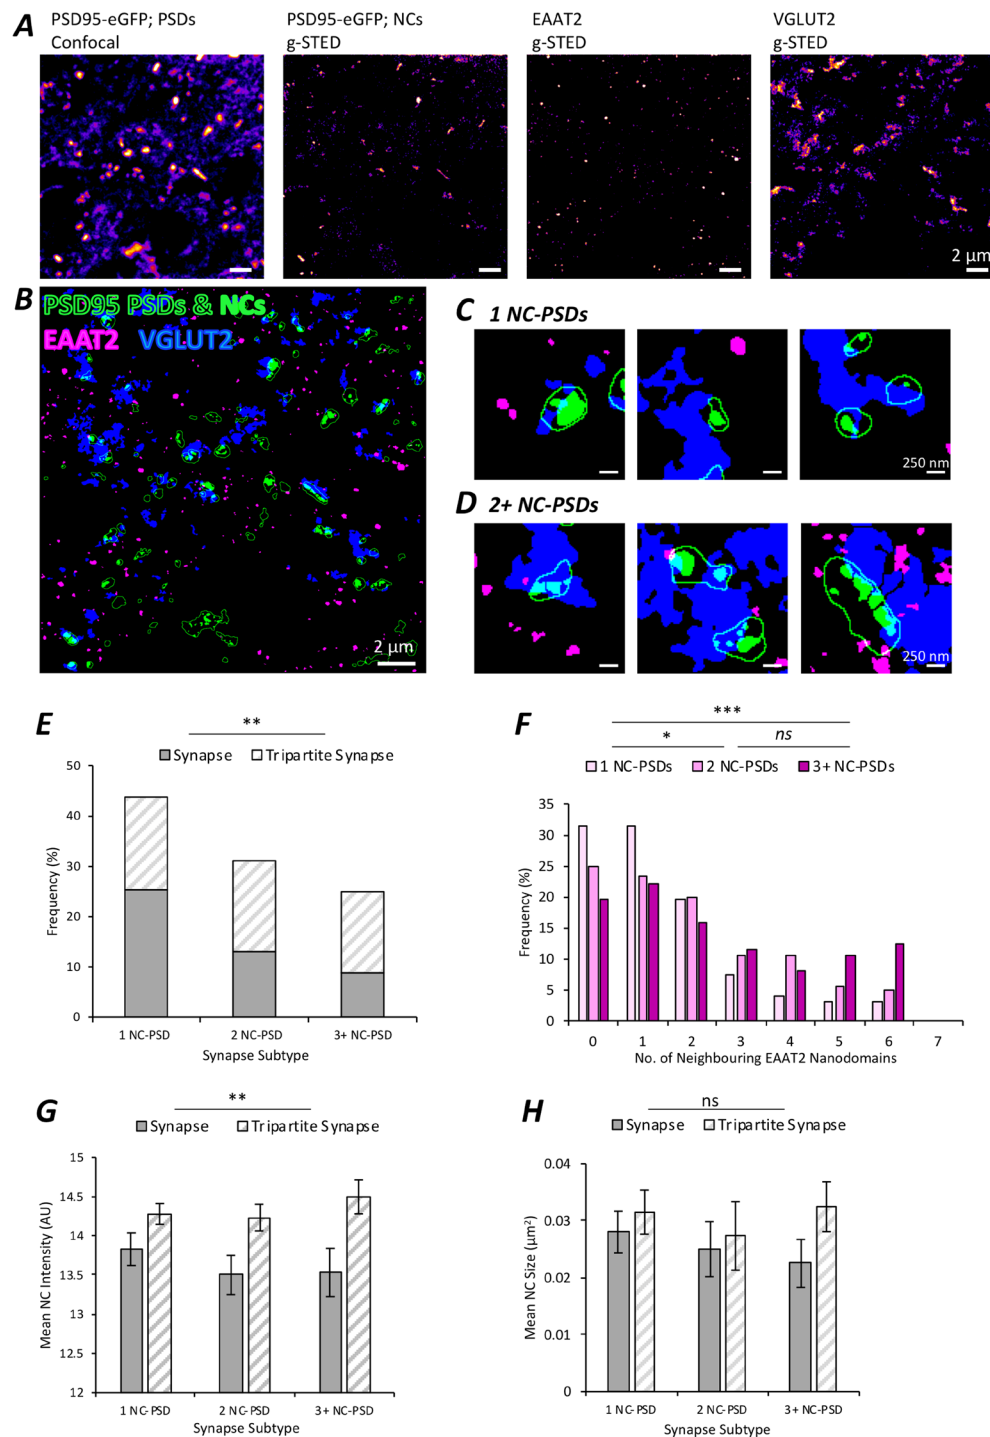 A
PSD95-eGFP; PSDs
Confocal
PSD95-eGFP; NCs
g-STED
EAAT2
g-STED
VGLUT2
g-STED
2 µm
B
PSD95 PSDs & NCs
EAAT2 VGLUT2
2 µm
C 1 NC-PSDs
250 nm
D 2+ NC-PSDs
250 nm
E
**
Synapse Tripartite Synapse
50
40
30
20
10
0
Frequency (%)
1 NC-PSD 2 NC-PSD 3+ NC-PSD
Synapse Subtype
F
***
* ns
1 NC-PSDs 2 NC-PSDs 3+ NC-PSDs
35
30
25
20
15
10
5
0
Frequency (%)
0 1 2 3 4 5 6 7
No. of Neighbouring EAAT2 Nanodomains
G
**
Synapse Tripartite Synapse
15
14.5
14
13.5
13
12.5
12
Mean NC Intensity (AU)
1 NC-PSD 2 NC-PSD 3+ NC-PSD
Synapse Subtype
H
ns
Synapse Tripartite Synapse
0.04
0.03
0.02
0.01
0
Mean NC Size (µm²)
1 NC-PSD 2 NC-PSD 3+ NC-PSD
Synapse Subtype